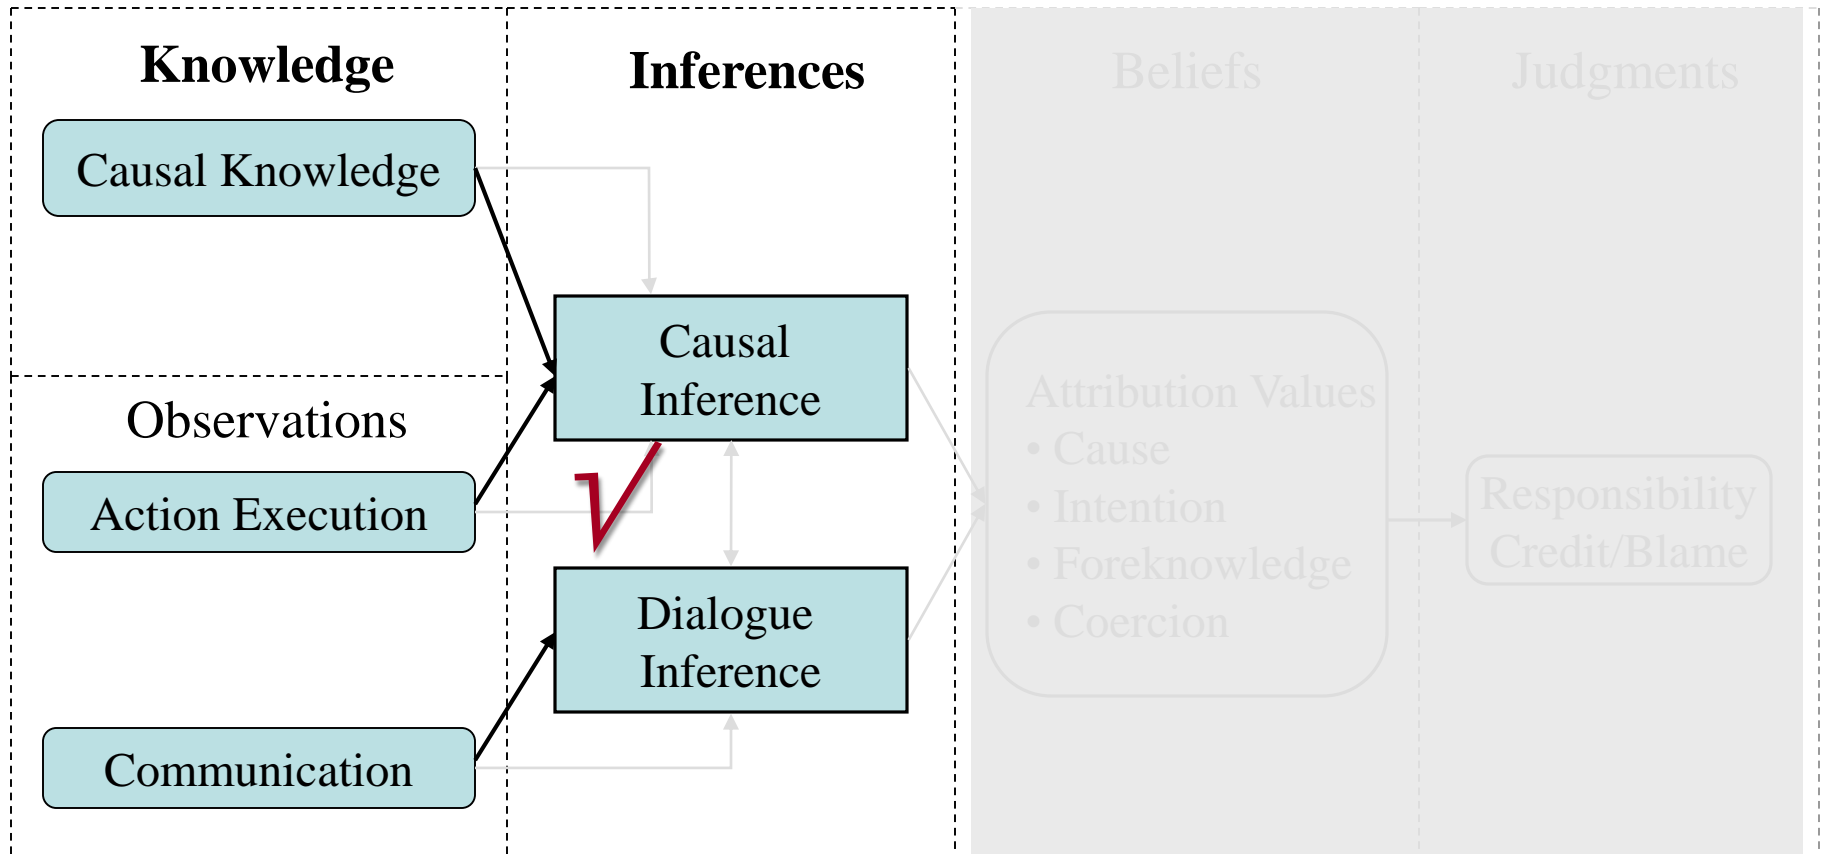 Knowledge
Causal Knowledge
Observations
Action Execution
Communication
Inferences
Causal
Inference
Dialogue
Inference
Beliefs
Attribution Values
• Cause
• Intention
• Foreknowledge
• Coercion
Judgments
Responsibility
Credit/Blame